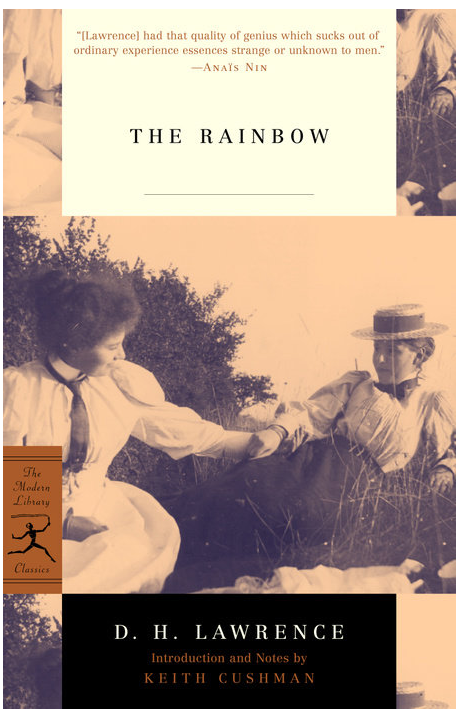 “[Lawrence] had that quality of genius which sucks out of
ordinary experience essences strange or unknown to men.”
—ANAÏS NIN
THE RAINBOW
The
Modern
Library
Classics
D. H. LAWRENCE
Introduction and Notes by
KEITH CUSHMAN